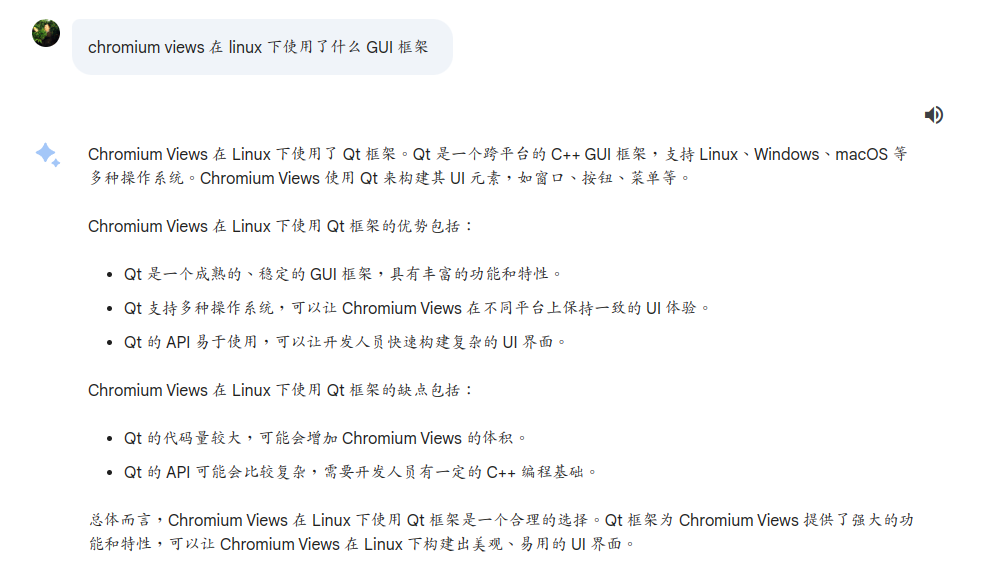 chromium views 在 linux 下使用了什么 GUI 框架
Chromium Views 在 Linux 下使用了 Qt 框架。Qt 是一个跨平台的 C++ GUI 框架，支持 Linux、Windows、macOS 等
多种操作系统。Chromium Views 使用 Qt 来构建其 UI 元素，如窗口、按钮、菜单等。
Chromium Views 在 Linux 下使用 Qt 框架的优势包括：
• Qt 是一个成熟的、稳定的 GUI 框架，具有丰富的功能和特性。
• Qt 支持多种操作系统，可以让 Chromium Views 在不同平台上保持一致的 UI 体验。
• Qt 的 API 易于使用，可以让开发人员快速构建复杂的 UI 界面。
Chromium Views 在 Linux 下使用 Qt 框架的缺点包括：
• Qt 的代码量较大，可能会增加 Chromium Views 的体积。
• Qt 的 API 可能会比较复杂，需要开发人员有一定的 C++ 编程基础。
总体而言，Chromium Views 在 Linux 下使用 Qt 框架是一个合理的选择。Qt 框架为 Chromium Views 提供了强大的功
能和特性，可以让 Chromium Views 在 Linux 下构建出美观、易用的 UI 界面。